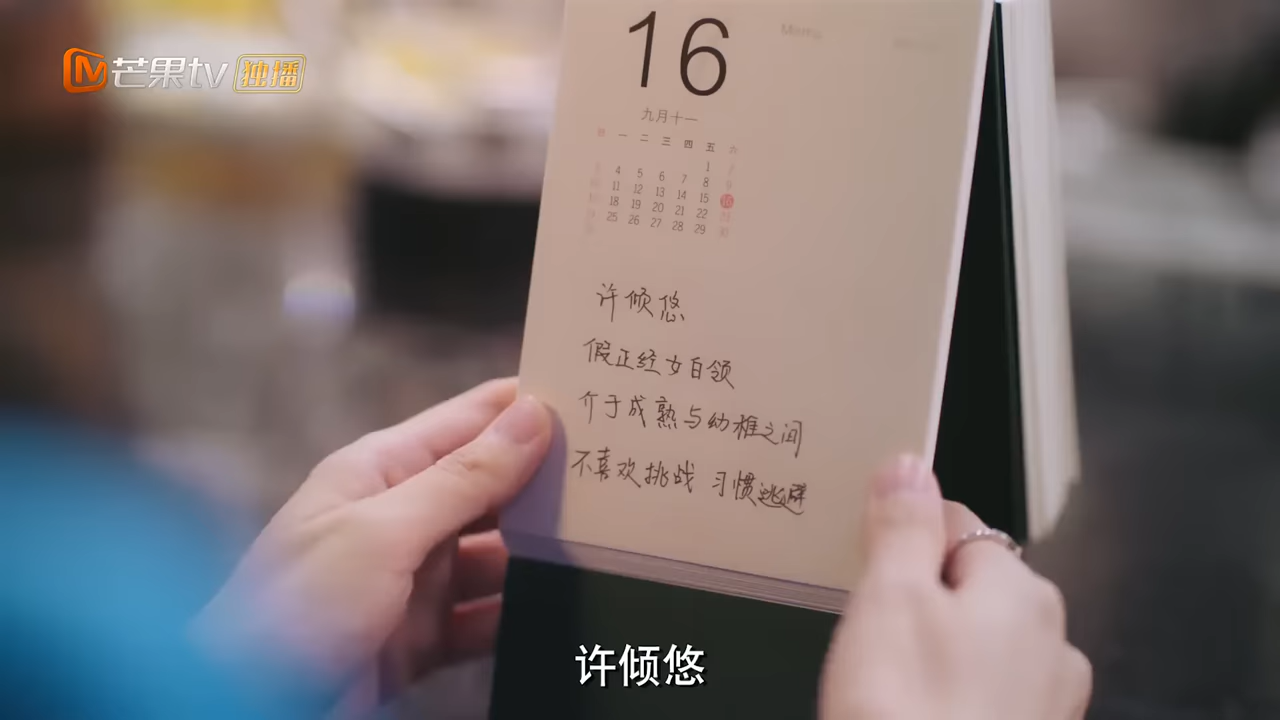 芒果tv 独播
16
九月十一
一 二 三 四 五 六
1
4 5 6 7 8 9
11 12 13 14 15 16
18 19 20 21 22
25 26 27 28 29 30
许倾悠
假正经女白领
介于成熟与幼稚之间
不喜欢挑战 习惯逃避
许倾悠